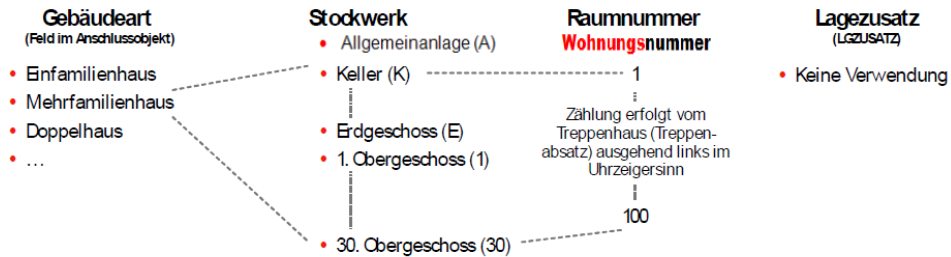 Gebäudeart
(Feld im Anschlussobjekt)
• Einfamilienhaus
• Mehrfamilienhaus
• Doppelhaus
• ...
Stockwerk
• Allgemeinanlage (A)
• Keller (K)
• Erdgeschoss (E)
• 1. Obergeschoss (1)
• 30. Obergeschoss (30)
Raumnummer
Wohnungsnummer
1
Zählung erfolgt vom
Treppenhaus (Treppen-
absatz) ausgehend links im
Uhrzeigersinn
100
Lagezusatz
(LGZUSATZ)
• Keine Verwendung